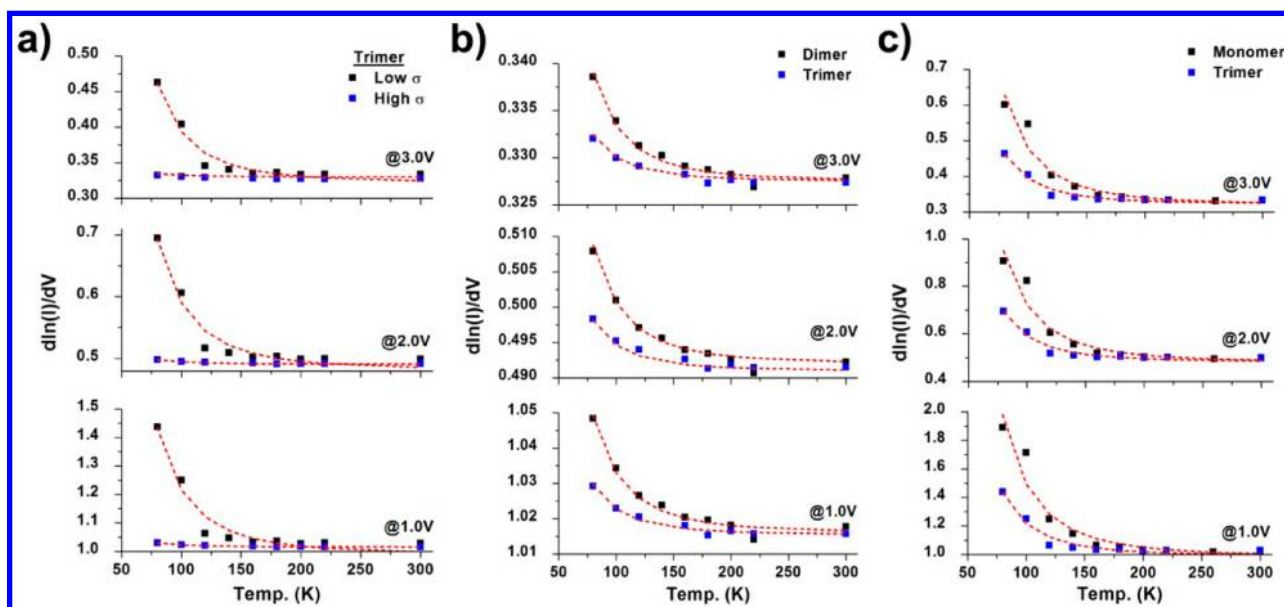 a)
Trimer
Low σ
High σ
0.50
0.45
0.40
0.35
0.30
@3.0V
0.7
0.6
0.5
@2.0V
1.5
1.4
1.3
1.2
1.1
1.0
@1.0V
dln(I)/dV
50 100 150 200 250 300
Temp. (K)
b)
Dimer
Trimer
0.340
0.335
0.330
0.325
@3.0V
0.510
0.505
0.500
0.495
0.490
@2.0V
1.05
1.04
1.03
1.02
1.01
@1.0V
dln(I)/dV
50 100 150 200 250 300
Temp. (K)
c)
Monomer
Trimer
0.7
0.6
0.5
0.4
0.3
@3.0V
1.0
0.8
0.6
0.4
@2.0V
2.0
1.8
1.6
1.4
1.2
1.0
@1.0V
dln(I)/dV
50 100 150 200 250 300
Temp. (K)